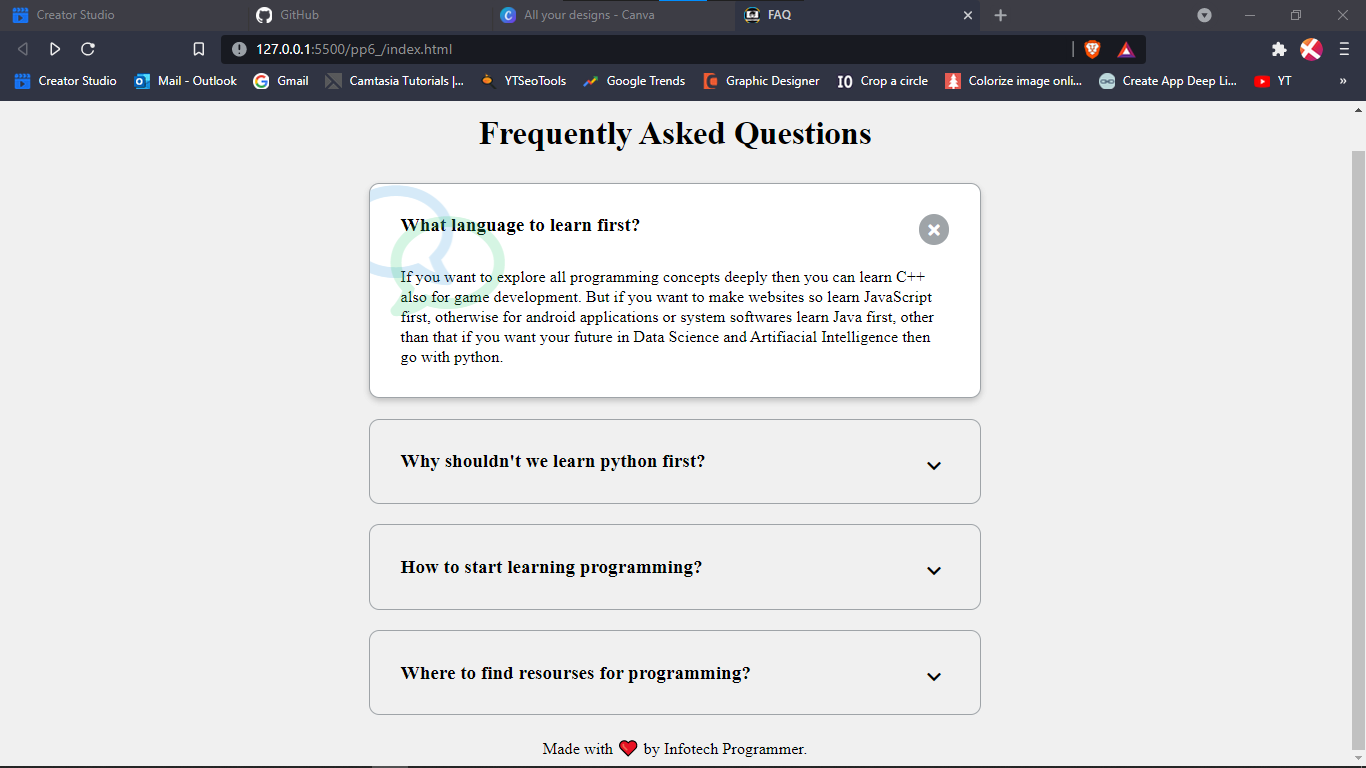 Creator Studio
GitHub
All your designs - Canva
FAQ
127.0.0.1:5500/pp6_/index.html
Creator Studio
Mail - Outlook
Gmail
Camtasia Tutorials |...
YTSeoTools
Google Trends
Graphic Designer
IO Crop a circle
Colorize image onli...
Create App Deep Li...
YT
»
Frequently Asked Questions
What language to learn first?
If you want to explore all programming concepts deeply then you can learn C++
also for game development. But if you want to make websites so learn JavaScript
first, otherwise for android applications or system softwares learn Java first, other
than that if you want your future in Data Science and Artifiacial Intelligence then
go with python.
Why shouldn't we learn python first?
How to start learning programming?
Where to find resourses for programming?
Made with ❤ by Infotech Programmer.